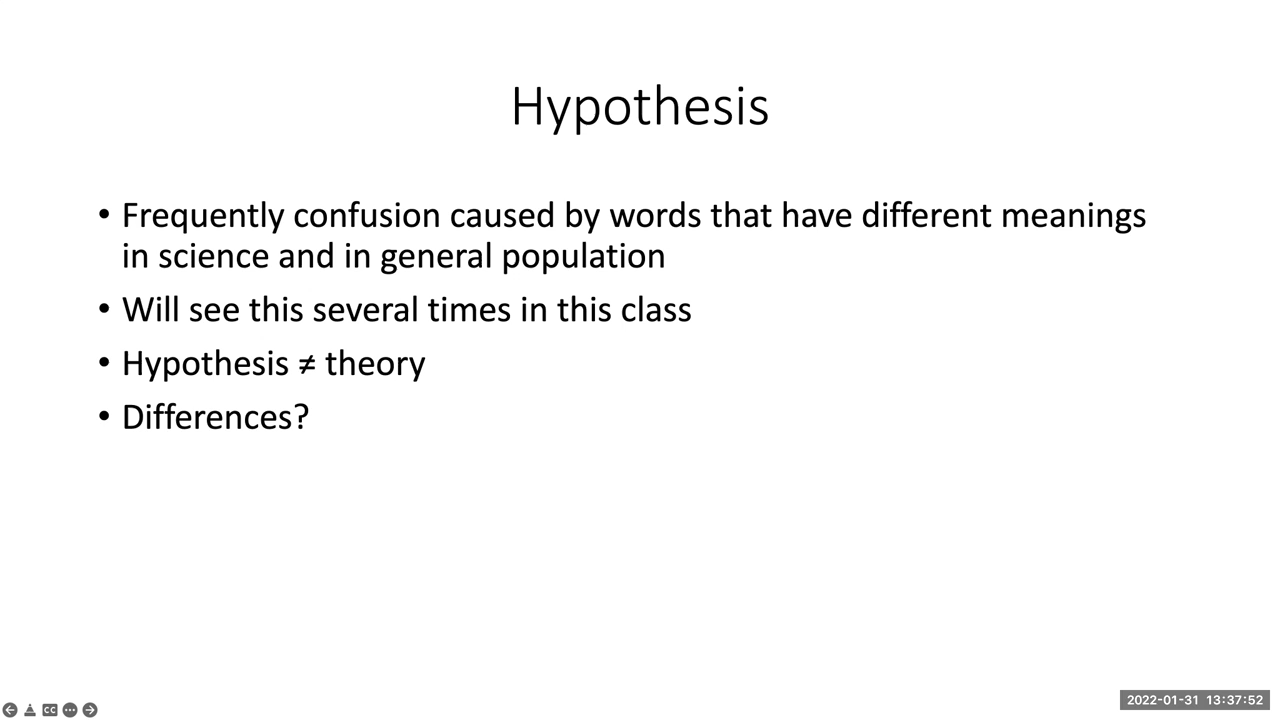 Hypothesis
• Frequently confusion caused by words that have different meanings
in science and in general population
• Will see this several times in this class
• Hypothesis ≠ theory
• Differences?
CC
2022-01-31 13:37:52